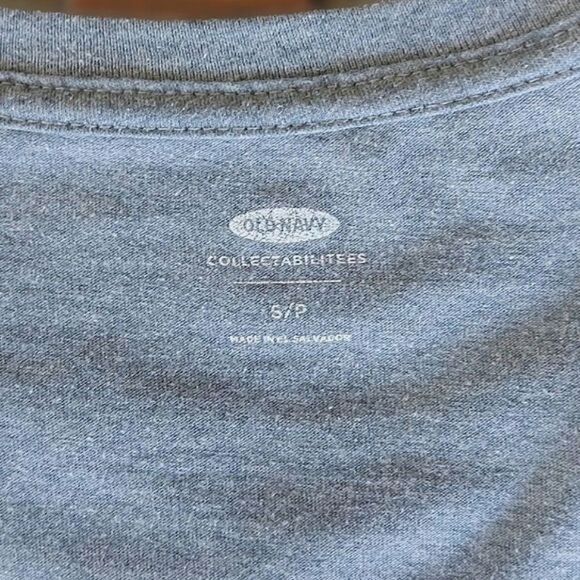 OLD NAVY
COLLECTABILITEES
S/P
MADE IN EL SALVADOR